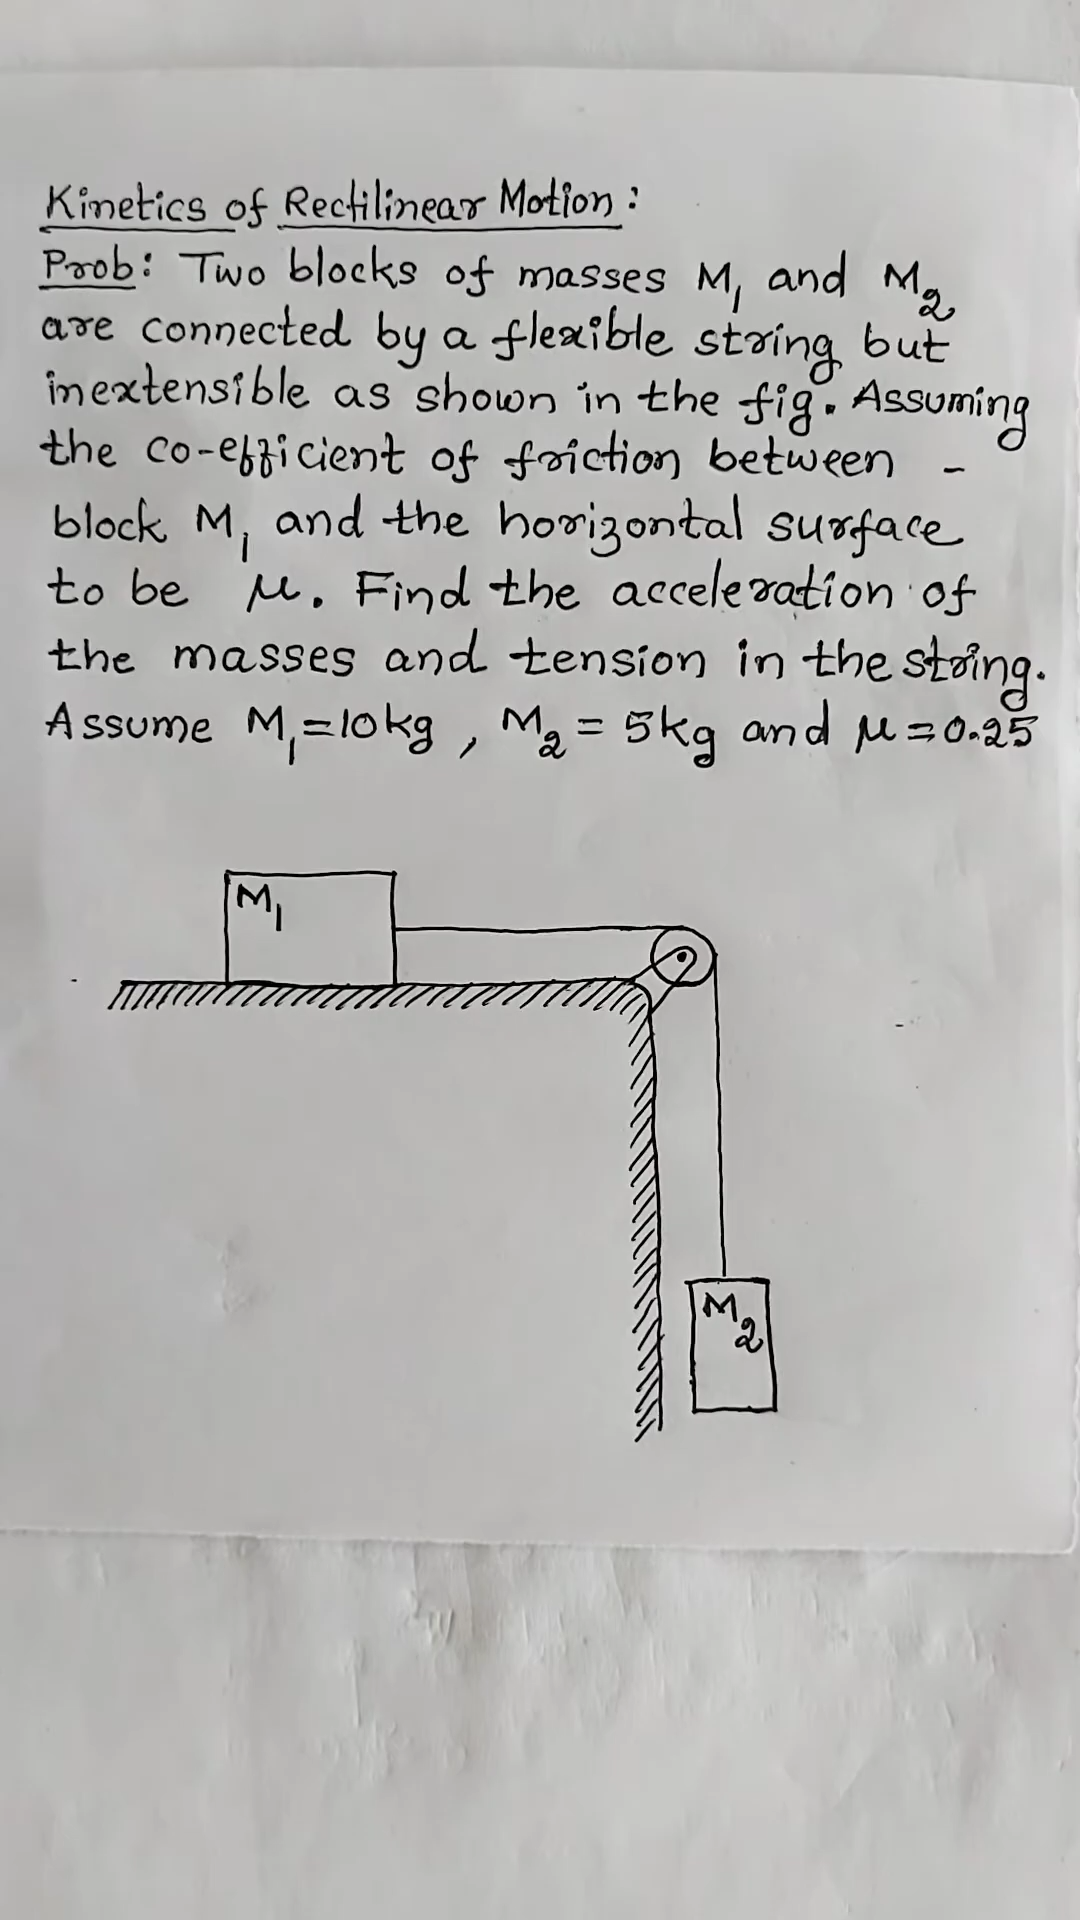 Kinetics of Rectilinear Motion:
Prob: Two blocks of masses M₁ and M₂
are connected by a flexible string but
inextensible as shown in the fig. Assuming
the co-efficient of friction between -
block M₁ and the horizontal surface
to be μ. Find the acceleration of
the masses and tension in the string.
Assume M₁=10kg, M₂=5kg and μ=0.25
M₁
M₂